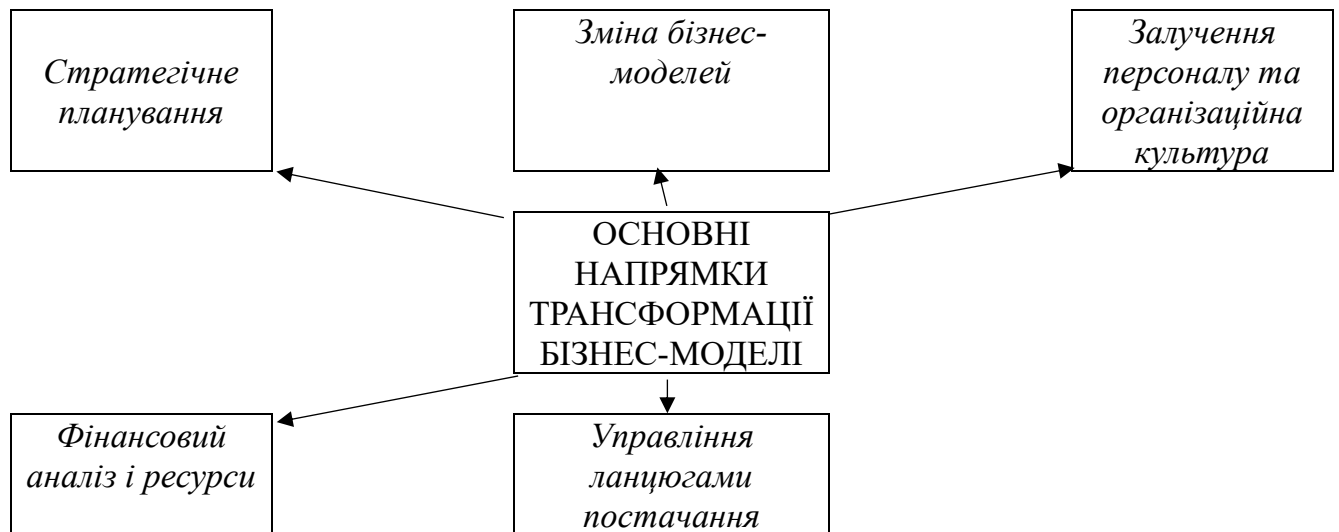 Стратегічне
планування
Зміна бізнес-
моделей
Залучення
персоналу та
організаційна
культура
ОСНОВНІ
НАПРЯМКИ
ТРАНСФОРМАЦІЇ
БІЗНЕС-МОДЕЛІ
Фінансовий
аналіз і ресурси
Управління
ланцюгами
постачання